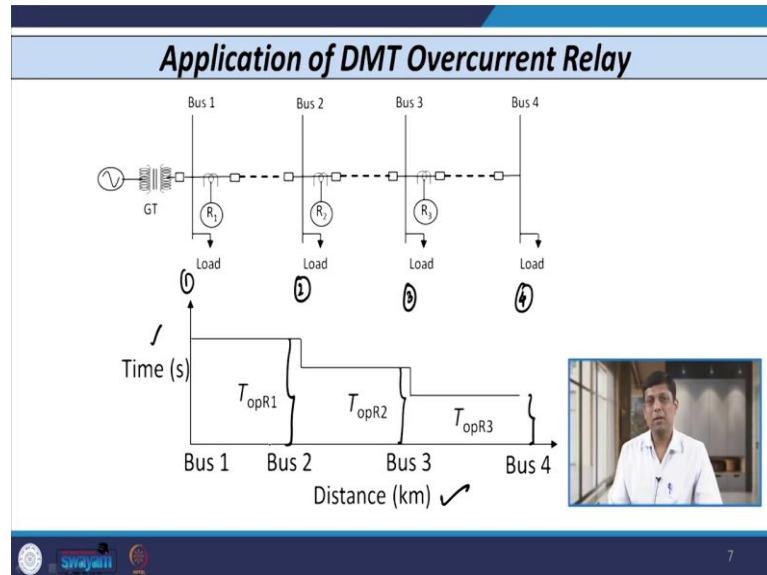 Application of DMT Overcurrent Relay
Bus 1 Bus 2 Bus 3 Bus 4
GT
R1 R2 R3
Load Load Load Load
① ② ③ ④
Time (s)
TopR1 TopR2 TopR3
Bus 1 Bus 2 Bus 3 Bus 4
Distance (km)
swayam 7